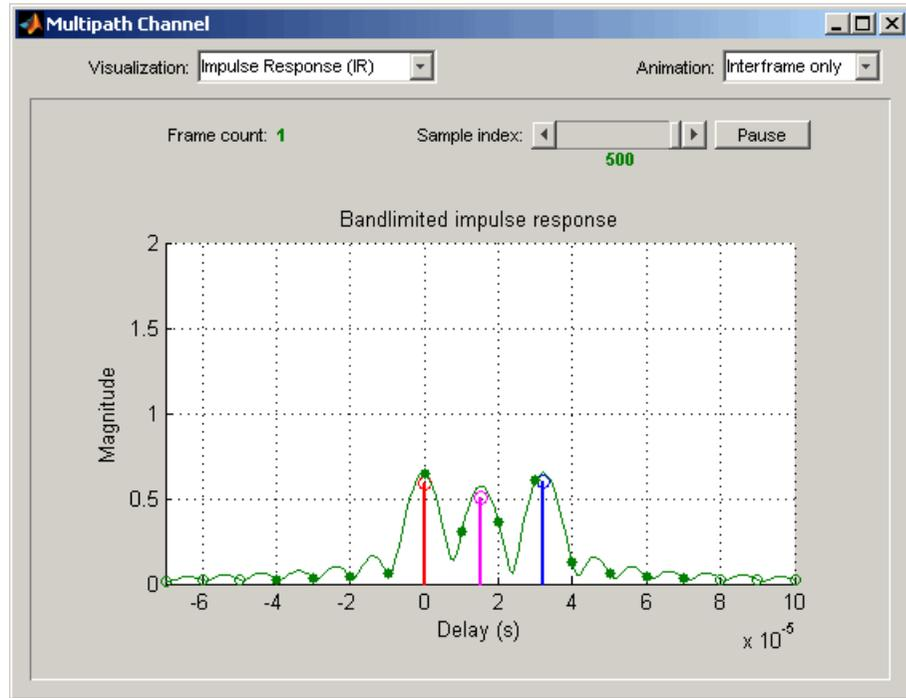 Multipath Channel
Visualization: Impulse Response (IR)
Animation: Interframe only
Frame count: 1
Sample index:
500
Pause
Bandlimited impulse response
2
1.5
1
0.5
0
Magnitude
-6 -4 -2 0 2 4 6 8 10
Delay (s)
x 10^-5